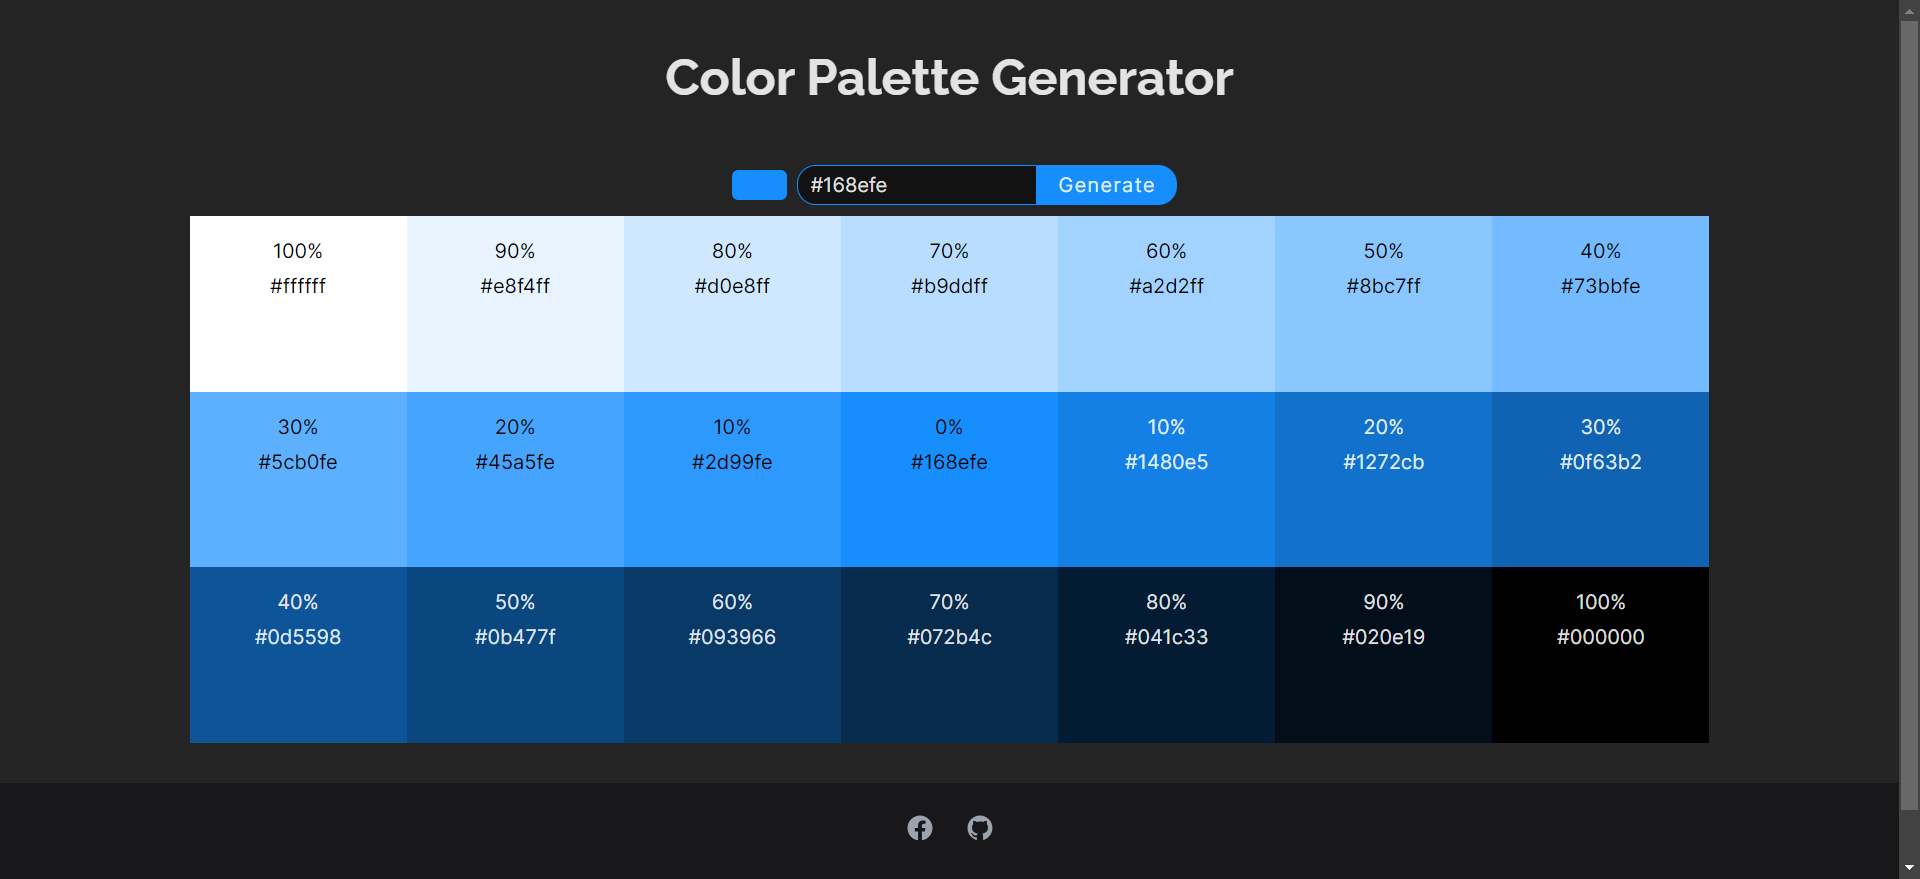 Color Palette Generator
#168efe
Generate
100% 90% 80% 70% 60% 50% 40%
#ffffff #e8f4ff #d0e8ff #b9ddff #a2d2ff #8bc7ff #73bbfe
30% 20% 10% 0% 10% 20% 30%
#5cb0fe #45a5fe #2d99fe #168efe #1480e5 #1272cb #0f63b2
40% 50% 60% 70% 80% 90% 100%
#0d5598 #0b477f #093966 #072b4c #041c33 #020e19 #000000